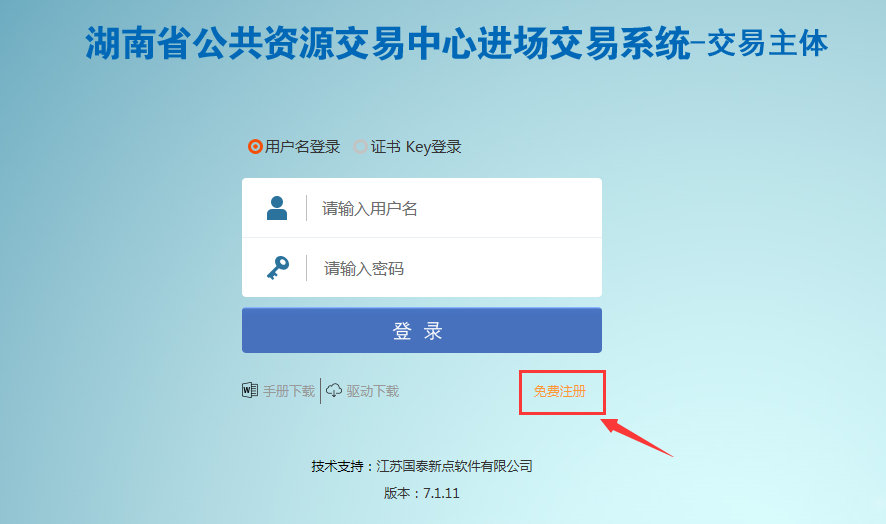 湖南省公共资源交易中心进场交易系统-交易主体
用户名登录 证书 Key登录
请输入用户名
请输入密码
登 录
手册下载 驱动下载 免费注册
技术支持：江苏国泰新点软件有限公司
版本：7.1.11